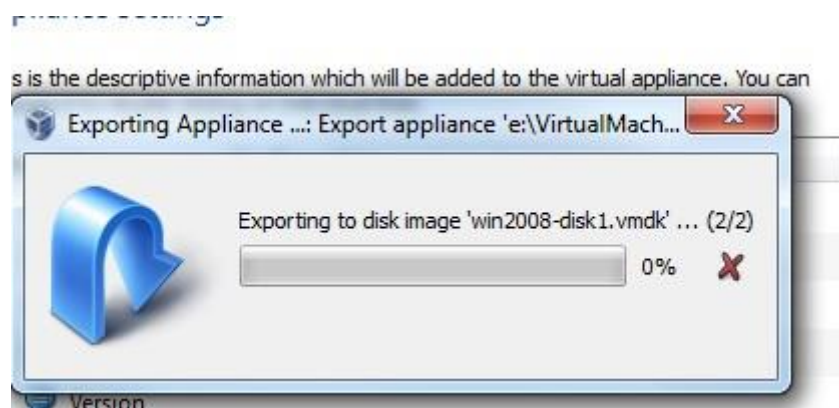 s is the descriptive information which will be added to the virtual appliance. You can
Exporting Appliance ...: Export appliance 'e:\VirtualMach...
Exporting to disk image 'win2008-disk1.vmdk' ... (2/2)
0%
Version